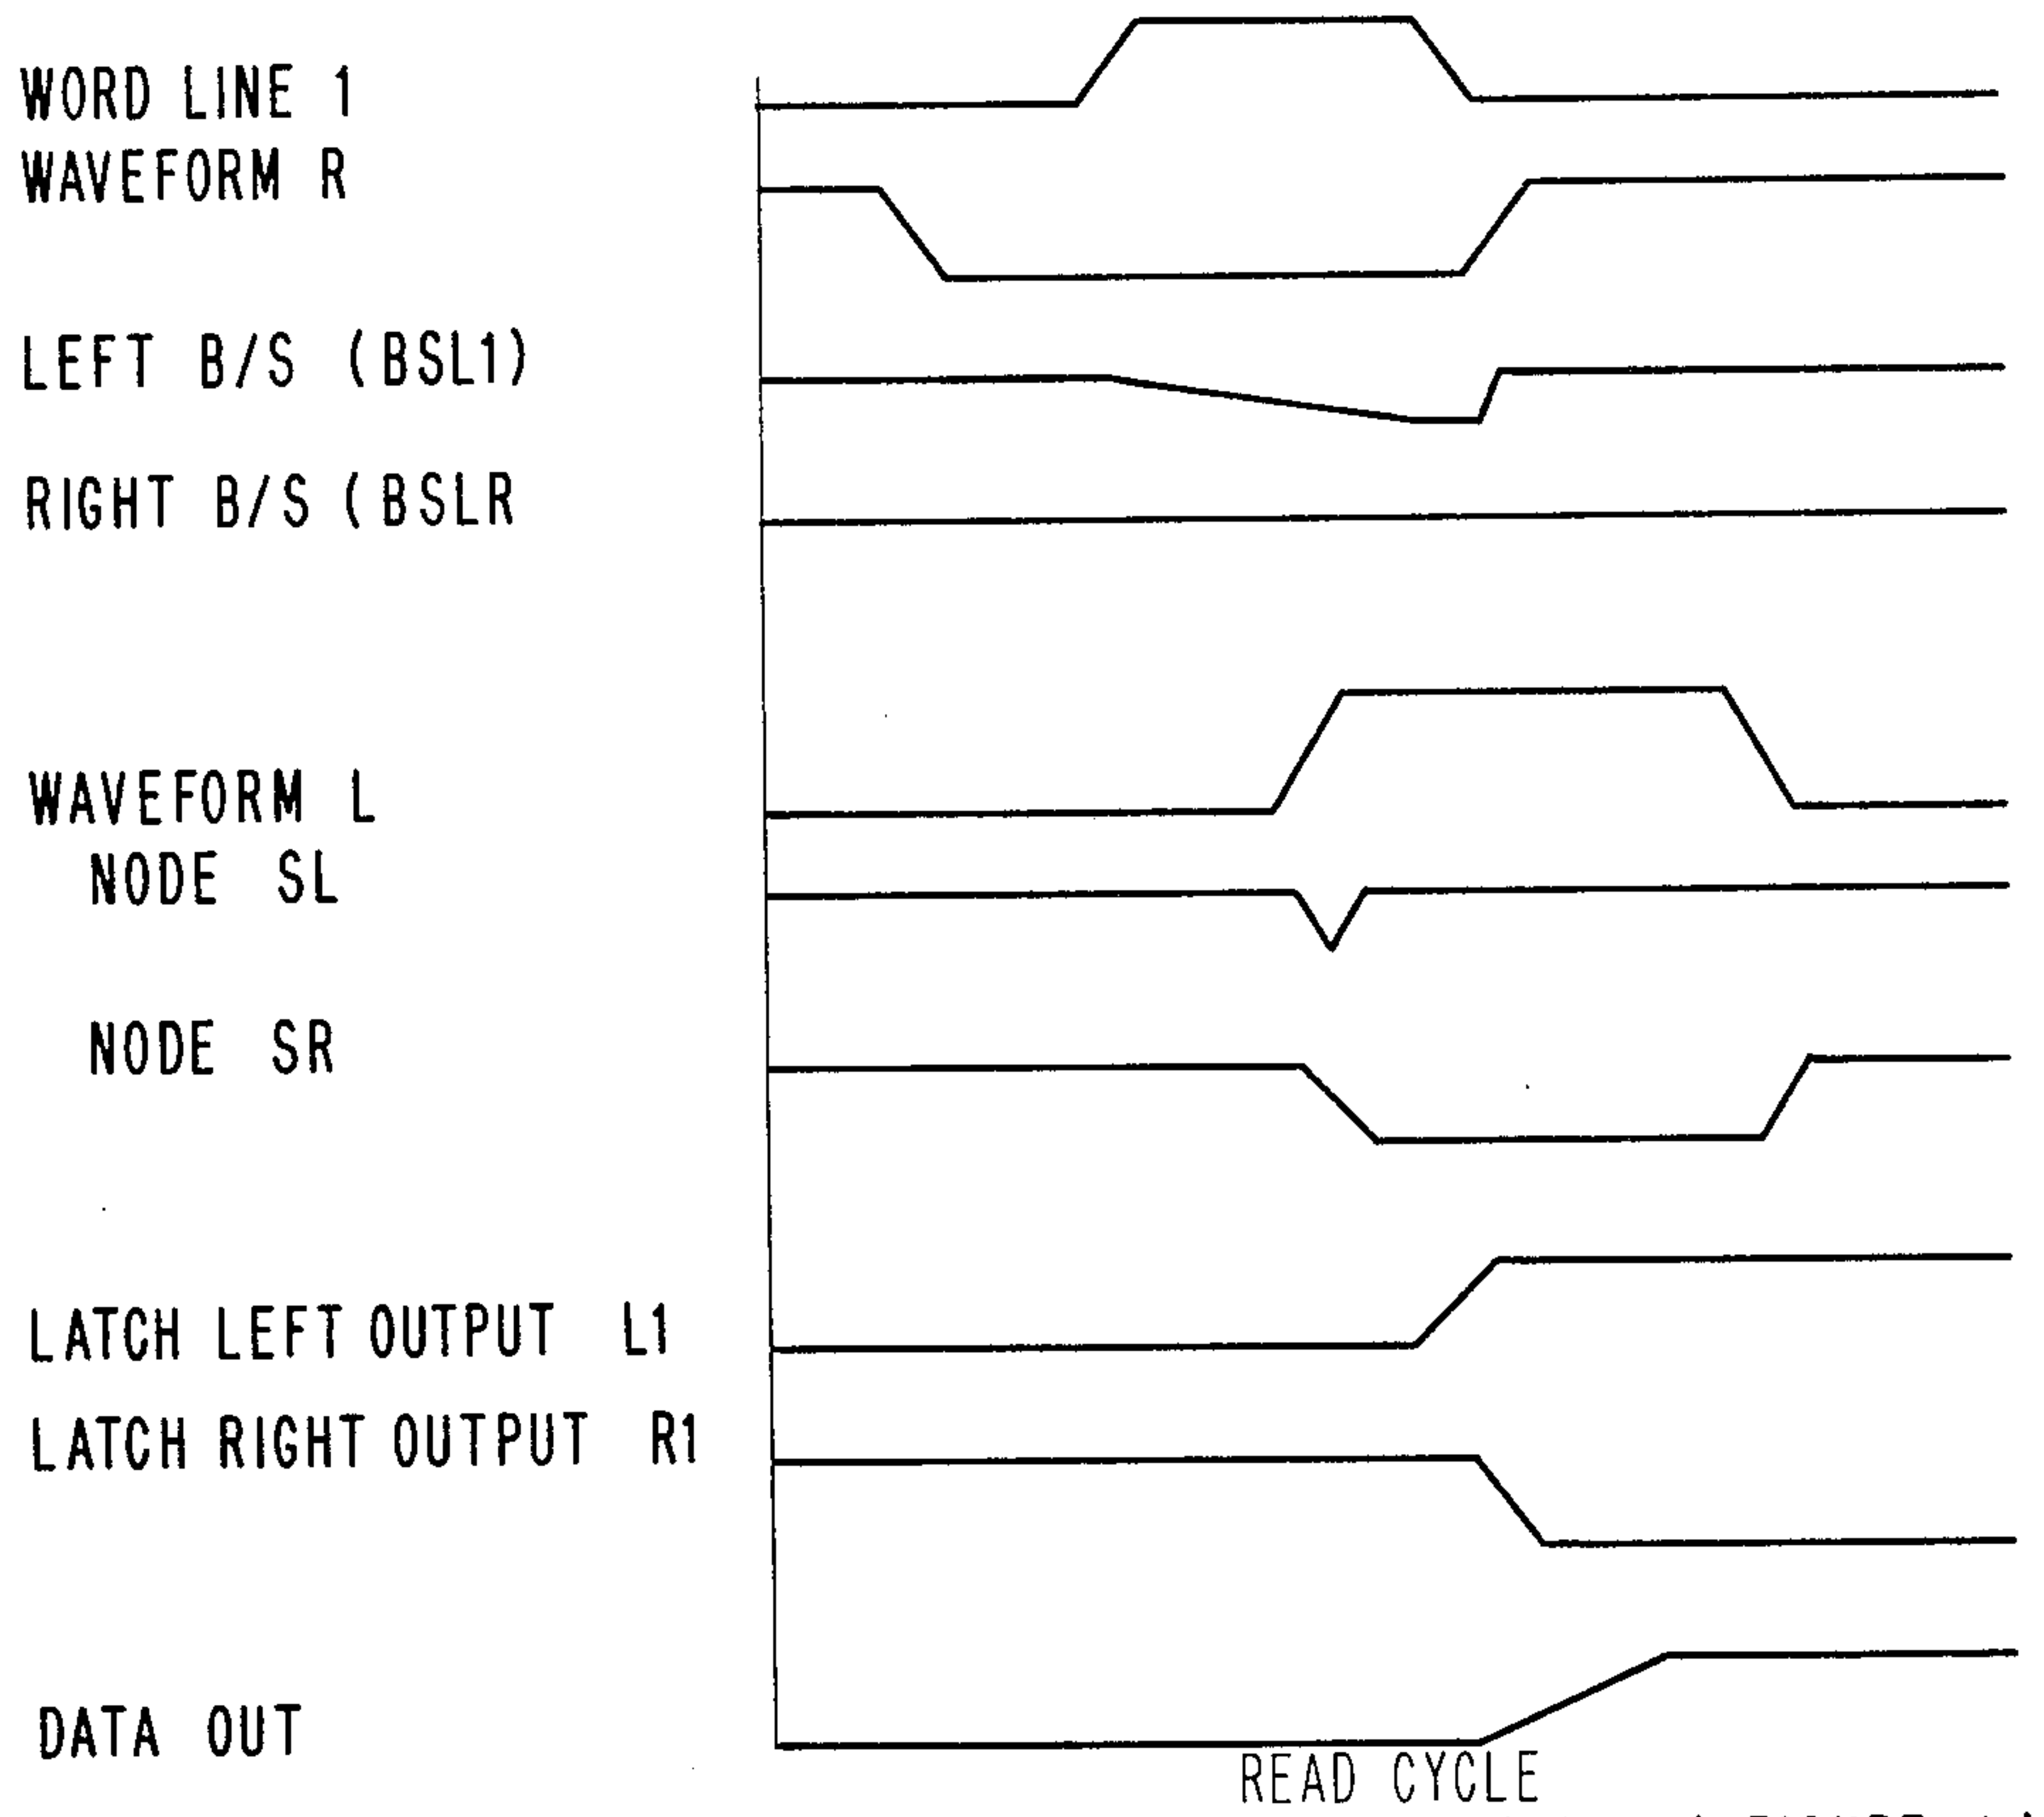 WORD LINE 1
WAVEFORM R
LEFT B/S (BSL1)
RIGHT B/S (BSLR
WAVEFORM L
NODE SL
NODE SR
LATCH LEFT OUTPUT L1
LATCH RIGHT OUTPUT R1
DATA OUT
READ CYCLE